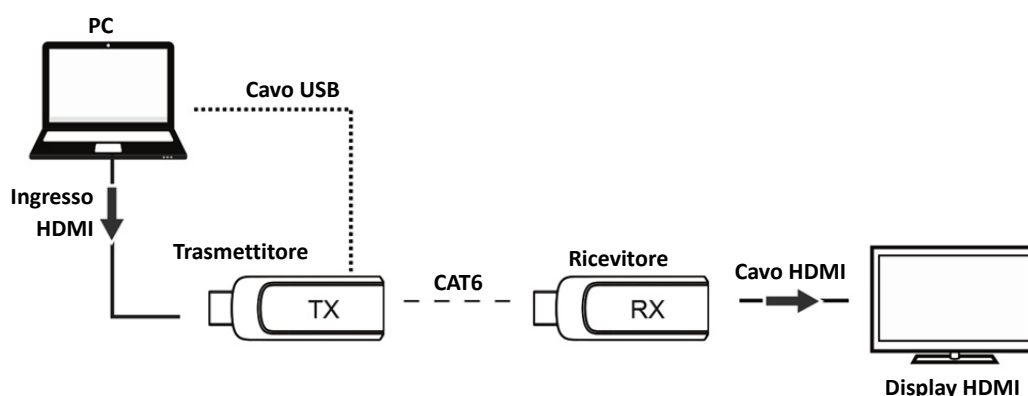 PC
Cavo USB
Ingresso
HDMI
Trasmettitore
TX
CAT6
Ricevitore
RX
Cavo HDMI
Display HDMI